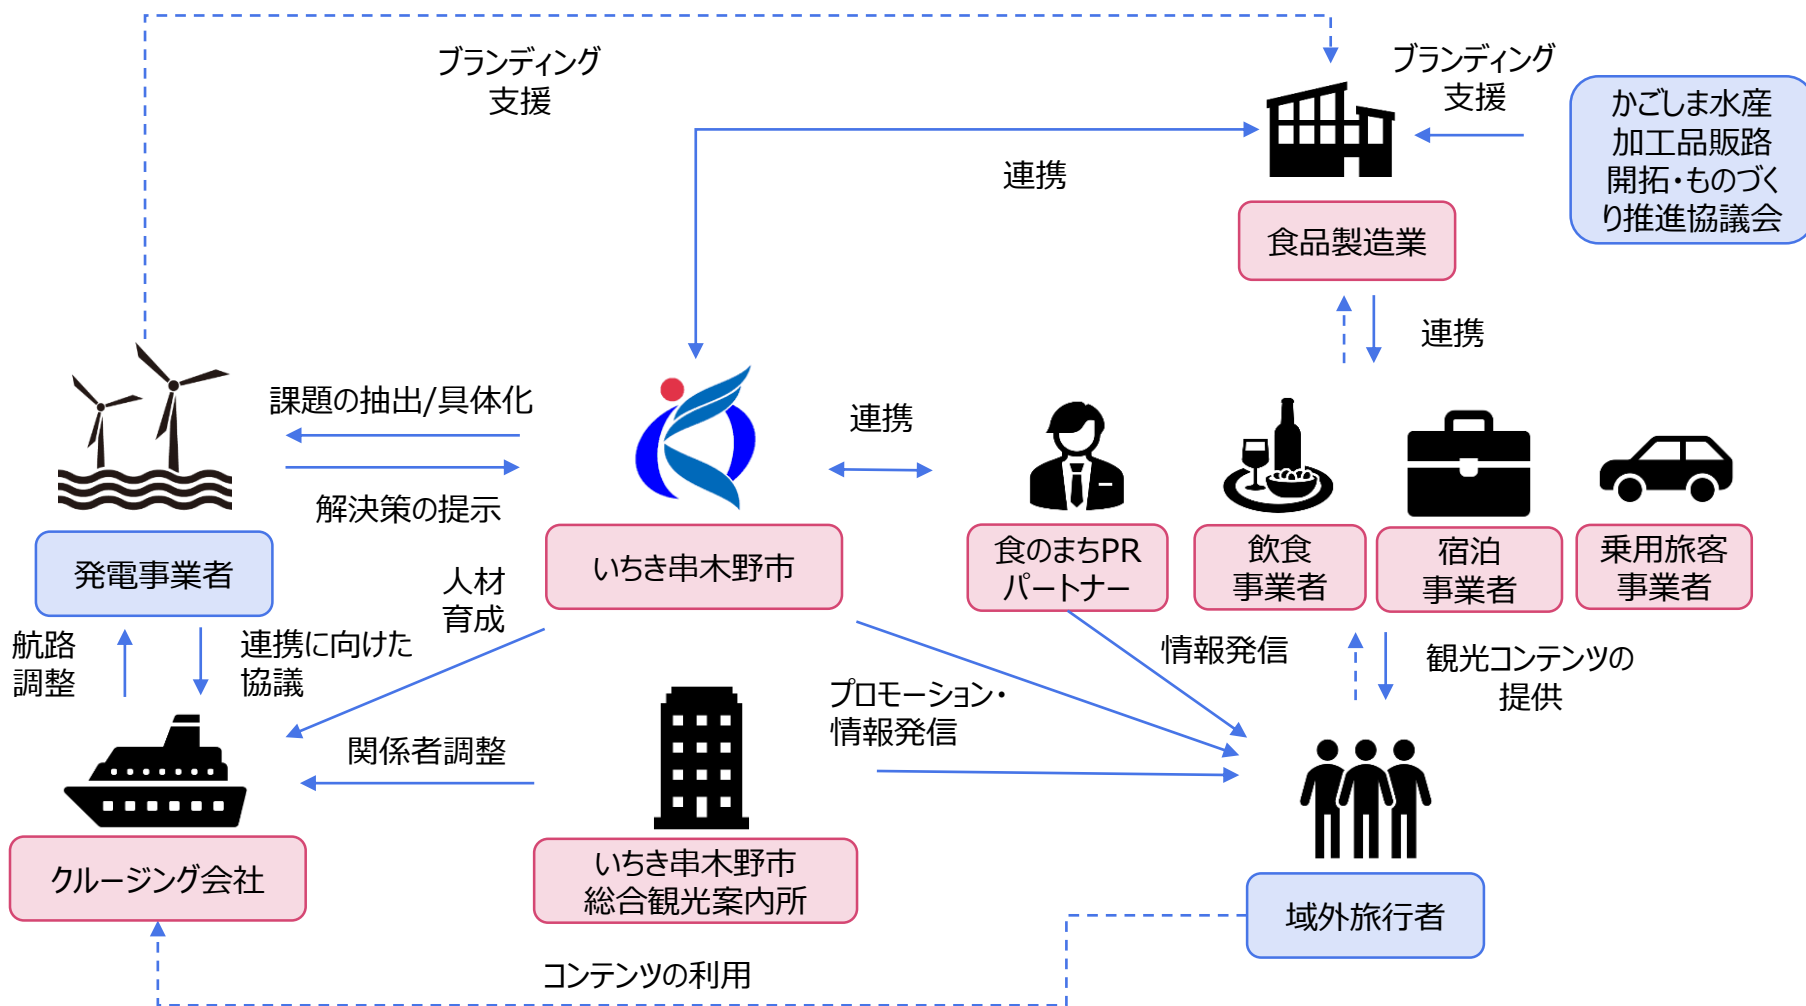 ブランディング
支援
ブランディング
支援
かごしま水産
加工品販路
開拓・ものづく
り推進協議会
連携
食品製造業
連携
課題の抽出/具体化
解決策の提示
連携
発電事業者
いちき串木野市
食のまちPR
パートナー
飲食
事業者
宿泊
事業者
乗用旅客
事業者
人材
育成
航路
調整
連携に向けた
協議
情報発信
観光コンテンツの
提供
プロモーション・
情報発信
関係者調整
クルージング会社
いちき串木野市
総合観光案内所
域外旅行者
コンテンツの利用